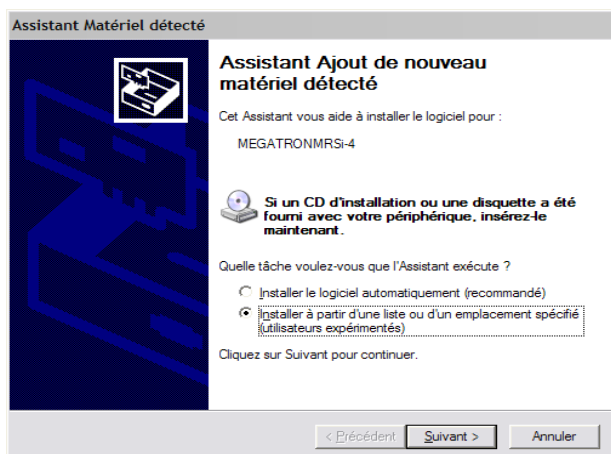 Assistant Matériel détecté
Assistant Ajout de nouveau
matériel détecté
Cet Assistant vous aide à installer le logiciel pour :
MEGATRONMRSi-4
Si un CD d'installation ou une disquette a été
fourni avec votre périphérique, insérez-le
maintenant.
Quelle tâche voulez-vous que l'Assistant exécute ?
Installer le logiciel automatiquement (recommandé)
Installer à partir d'une liste ou d'un emplacement spécifié
(utilisateurs expérimentés)
Cliquez sur Suivant pour continuer.
< Précédent Suivant > Annuler